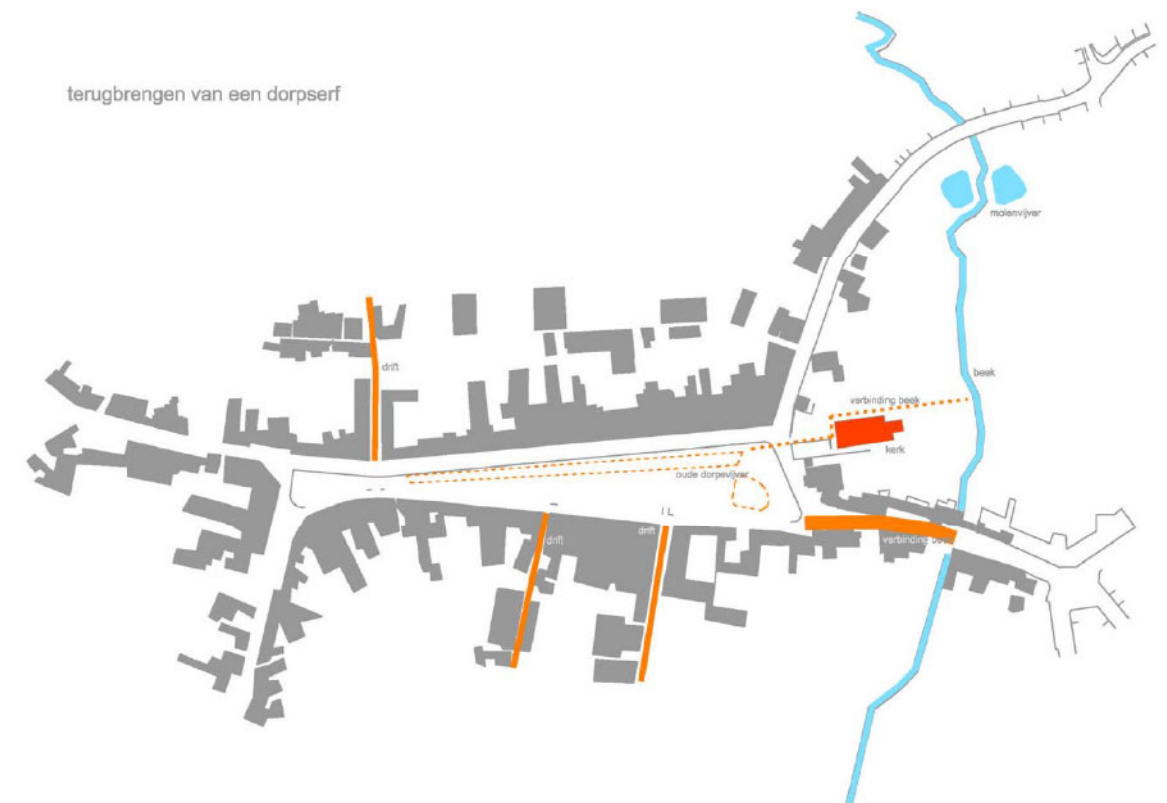 terugbrengen van een dorpserf
molenvijver
drift
beek
verbinding beek
kerk
oude dorpsvijver
drift
drift
verbinding beek